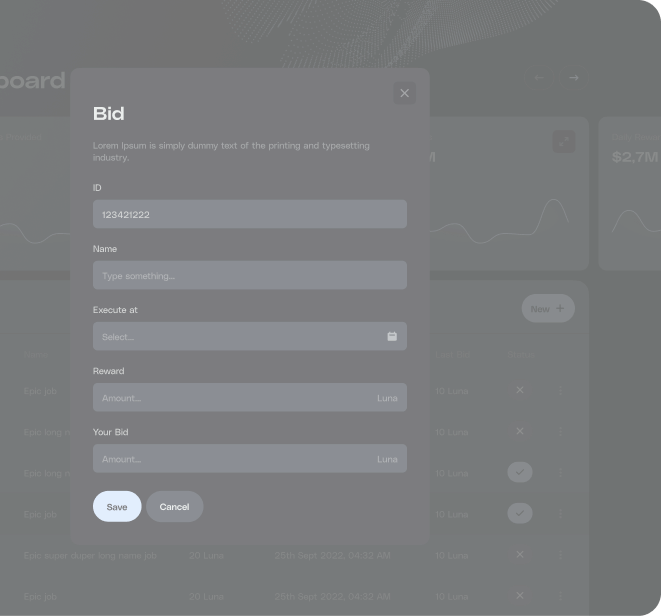 board
Bid
Lorem Ipsum is simply dummy text of the printing and typesetting
industry.
M
$2,7M
ID
123421222
Name
Type something...
New +
Execute at
Select...
Reward
Amount...
Luna
Your Bid
Amount...
Luna
Save
Cancel
Epic job
10 Luna
Epic long n
10 Luna
Epic long n
10 Luna
Epic job
10 Luna
Epic super duper long name job
20 Luna
25th Sept 2022, 04:22 AM
10 Luna
Epic job
20 Luna
25th Sept 2022, 04:22 AM
10 Luna